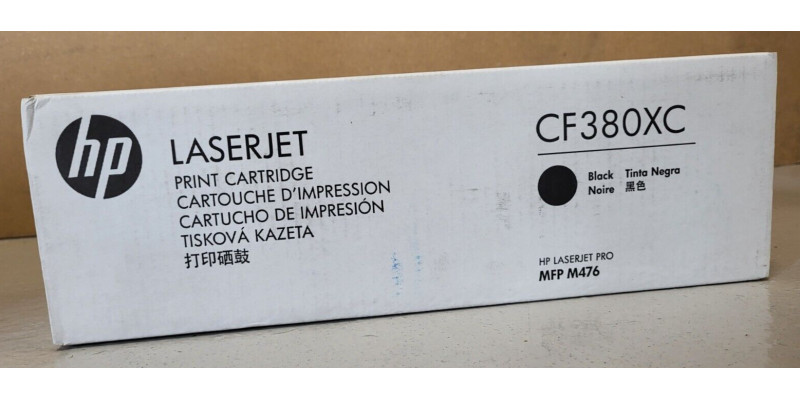 hp
LASERJET
PRINT CARTRIDGE
CARTOUCHE D'IMPRESSION
CARTUCHO DE IMPRESIÓN
TISKOVÁ KAZETA
打印硒鼓
CF380XC
Black Tinta Negra
Noire 黑色
HP LASERJET PRO
MFP M476